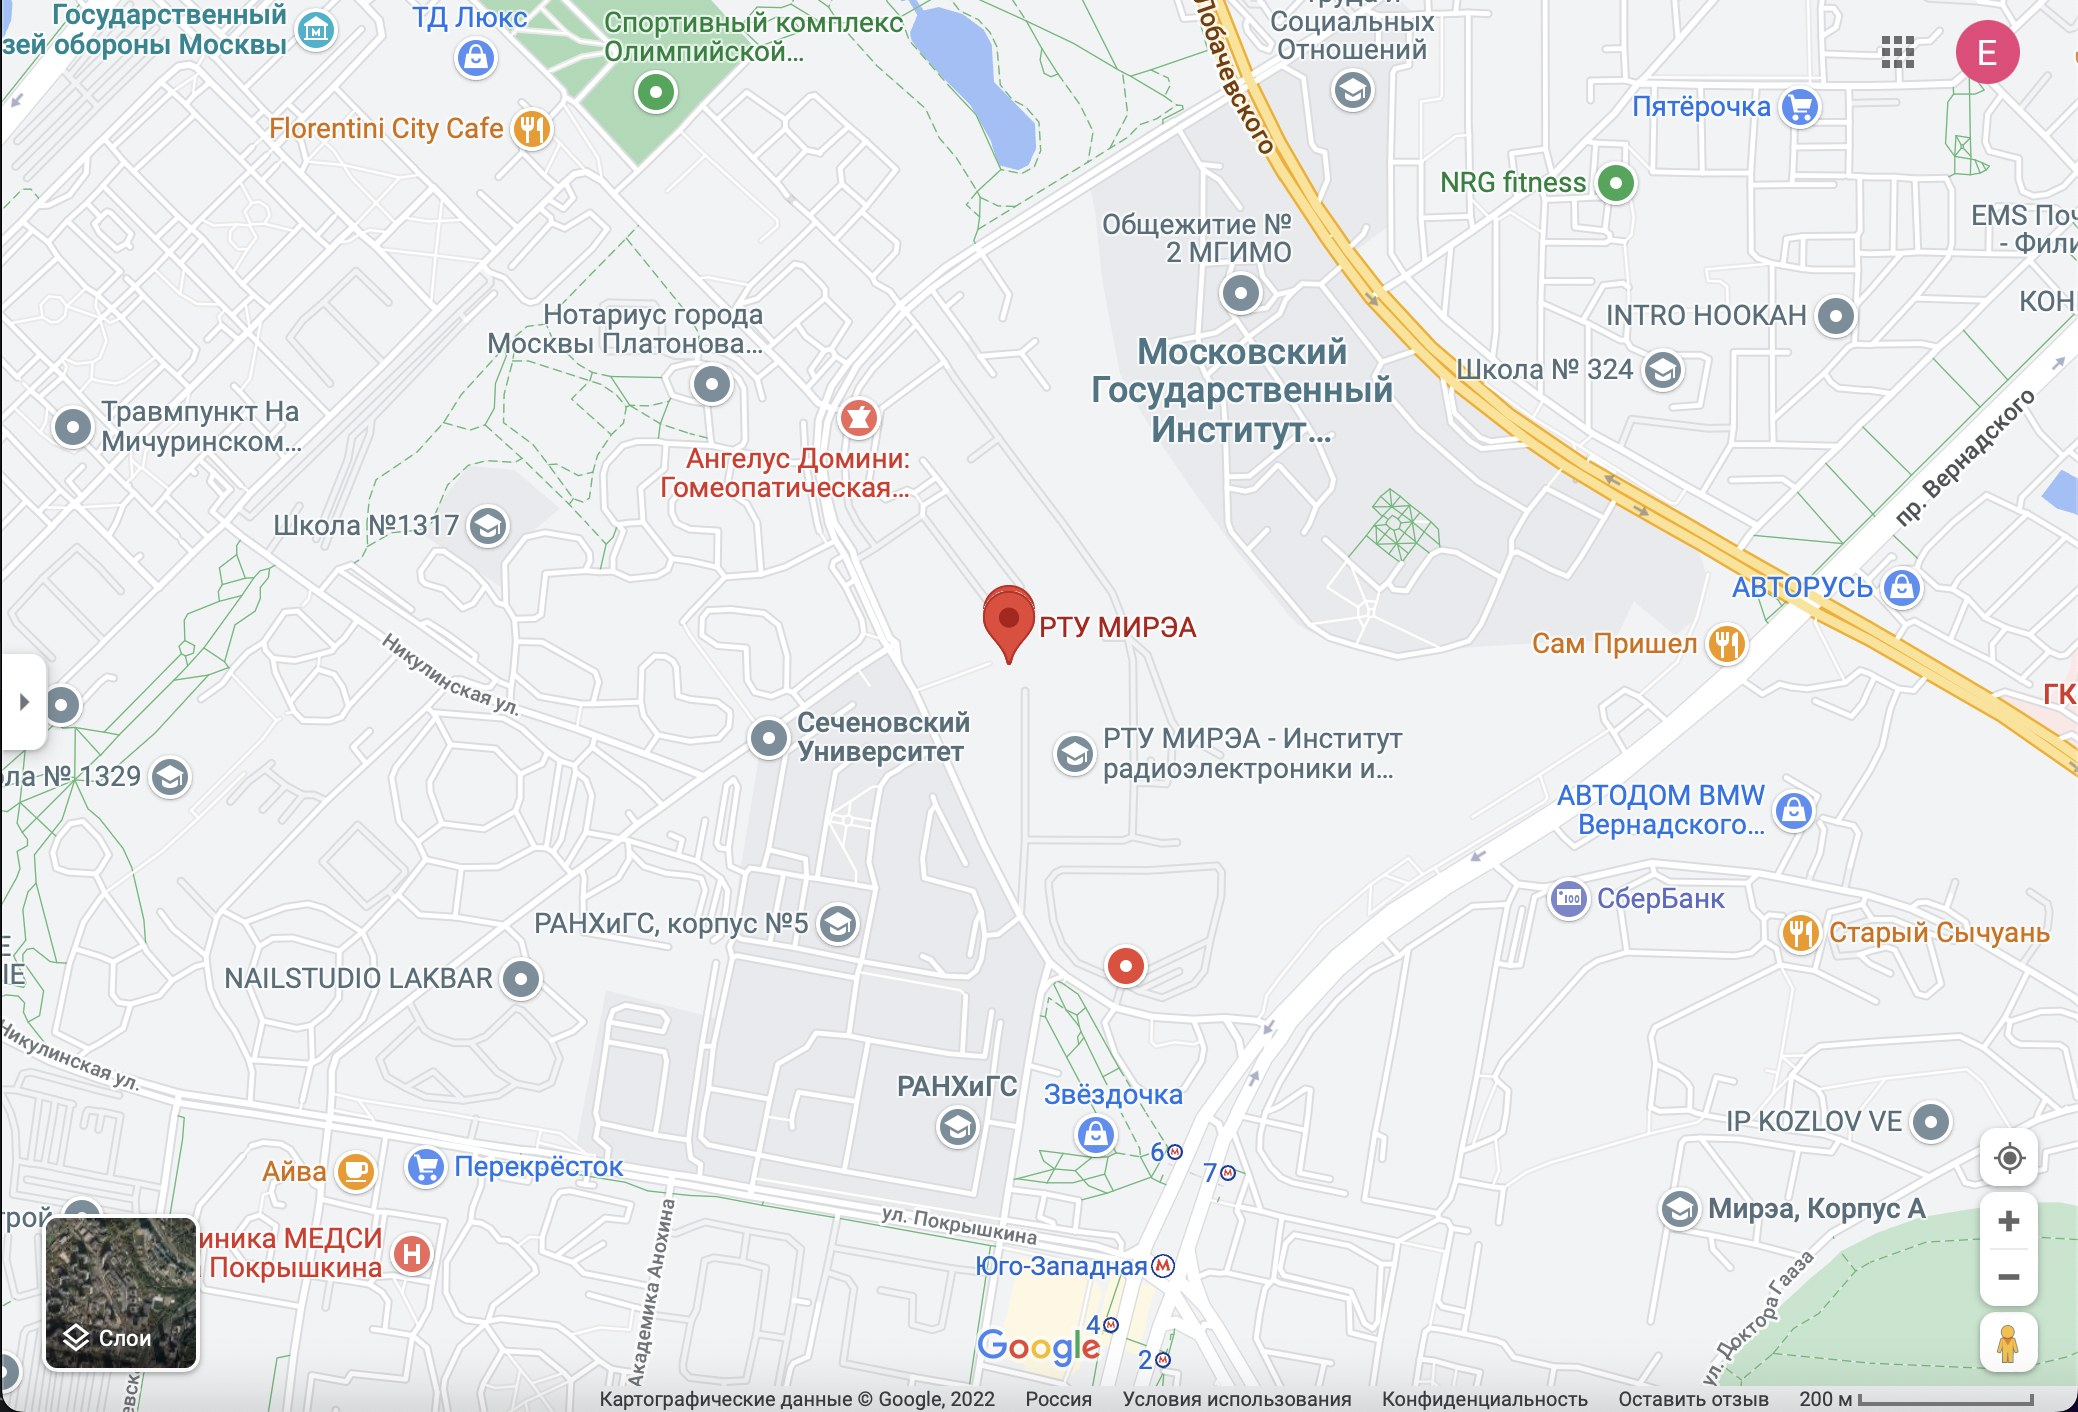 Государственный
зей обороны Москвы
ТД Люкс
Спортивный комплекс
Олимпийской...
Florentini City Cafe
Лобачевского
Социальных
Отношений
Пятёрочка
E
NRG fitness
EMS Поч
- Фили
Общежитие №
2 МГИМО
INTRO HOOKAH
КОН
Школа № 324
Нотариус города
Москвы Платонова...
Московский
Государственный
Институт...
Травмпункт На
Мичуринском...
Ангелус Домини:
Гомеопатическая...
Школа №1317
пр. Вернадского
АВТОРУСЬ
РТУ МИРЭА
Сам Пришел
Никулинская ул.
ГК
Сеченовский
Университет
РТУ МИРЭА - Институт
радиоэлектроники и...
ла № 1329
АВТОДОМ BMW
Вернадского...
СберБанк
РАНХиГС, корпус №5
Старый Сычуань
E
IE
NAILSTUDIO LAKBAR
Никулинская ул.
РАНХиГС
Звёздочка
IP KOZLOV VE
6
7
Айва
Перекрёсток
Мирэа, Корпус А
трой
иника МЕДСИ
Покрышкина
ул. Покрышкина
Академика Анохина
Юго-Западная
ул. Доктора Гааза
4
2
Слои
Google
евск
Картографические данные © Google, 2022 Россия Условия использования Конфиденциальность Оставить отзыв 200 м